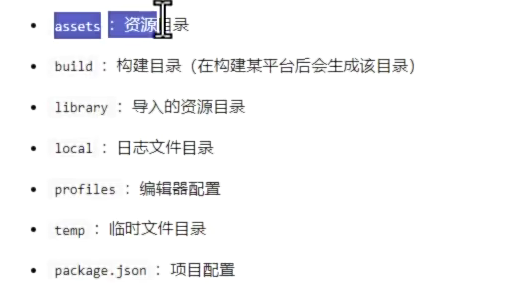 assets ：资源目录
build ：构建目录（在构建某平台后会生成该目录）
library ：导入的资源目录
local ：日志文件目录
profiles ：编辑器配置
temp ：临时文件目录
package.json ：项目配置